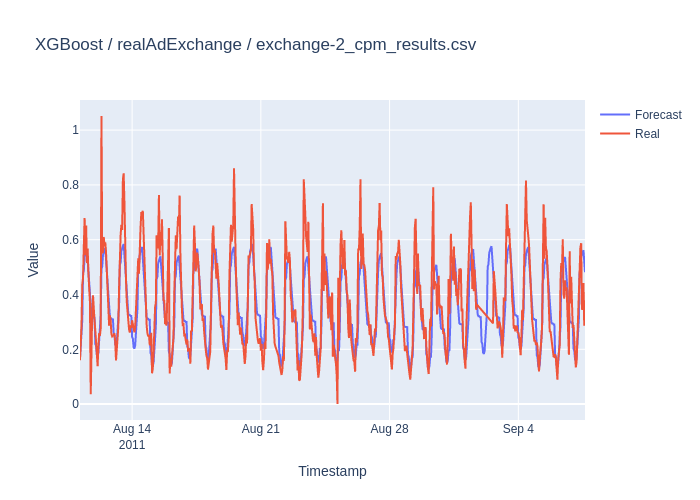 XGBoost / realAdExchange / exchange-2_cpm_results.csv
Forecast
Real
1
0.8
0.6
0.4
0.2
0
Value
Aug 14
2011
Aug 21
Aug 28
Sep 4
Timestamp